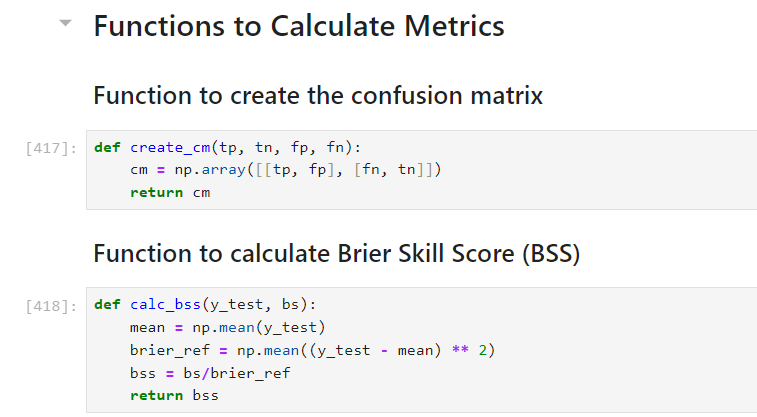 Functions to Calculate Metrics
Function to create the confusion matrix
[417]: def create_cm(tp, tn, fp, fn):
    cm = np.array([[tp, fp], [fn, tn]])
    return cm
Function to calculate Brier Skill Score (BSS)
[418]: def calc_bss(y_test, bs):
    mean = np.mean(y_test)
    brier_ref = np.mean((y_test - mean) ** 2)
    bss = bs/brier_ref
    return bss